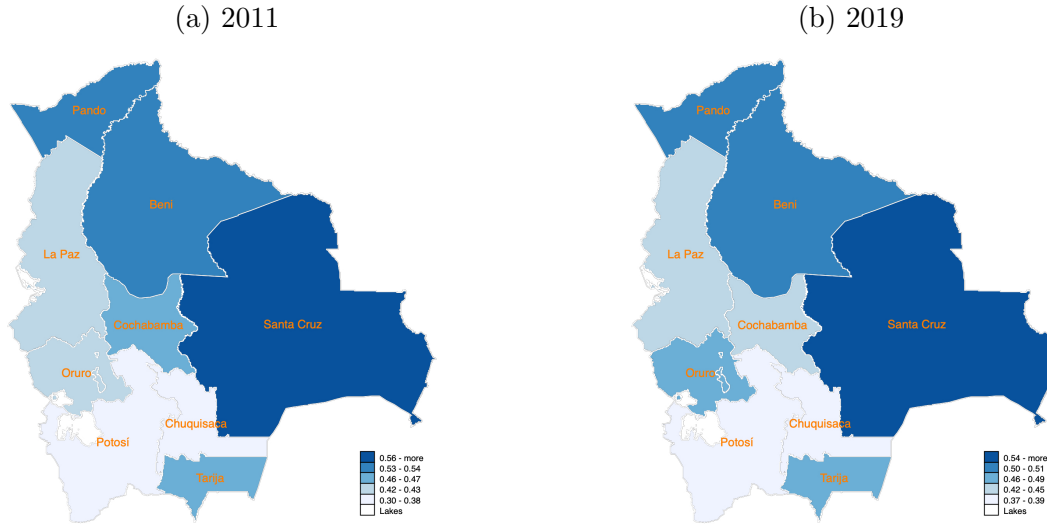 (a) 2011
Pando
Beni
La Paz
Cochabamba
Santa Cruz
Oruro
Chuquisaca
Potosí
Tarija
0.56 - more
0.53 - 0.54
0.46 - 0.47
0.42 - 0.43
0.30 - 0.38
Lakes
(b) 2019
Pando
Beni
La Paz
Cochabamba
Santa Cruz
Oruro
Chuquisaca
Potosí
Tarija
0.54 - more
0.50 - 0.51
0.46 - 0.49
0.42 - 0.45
0.37 - 0.39
Lakes